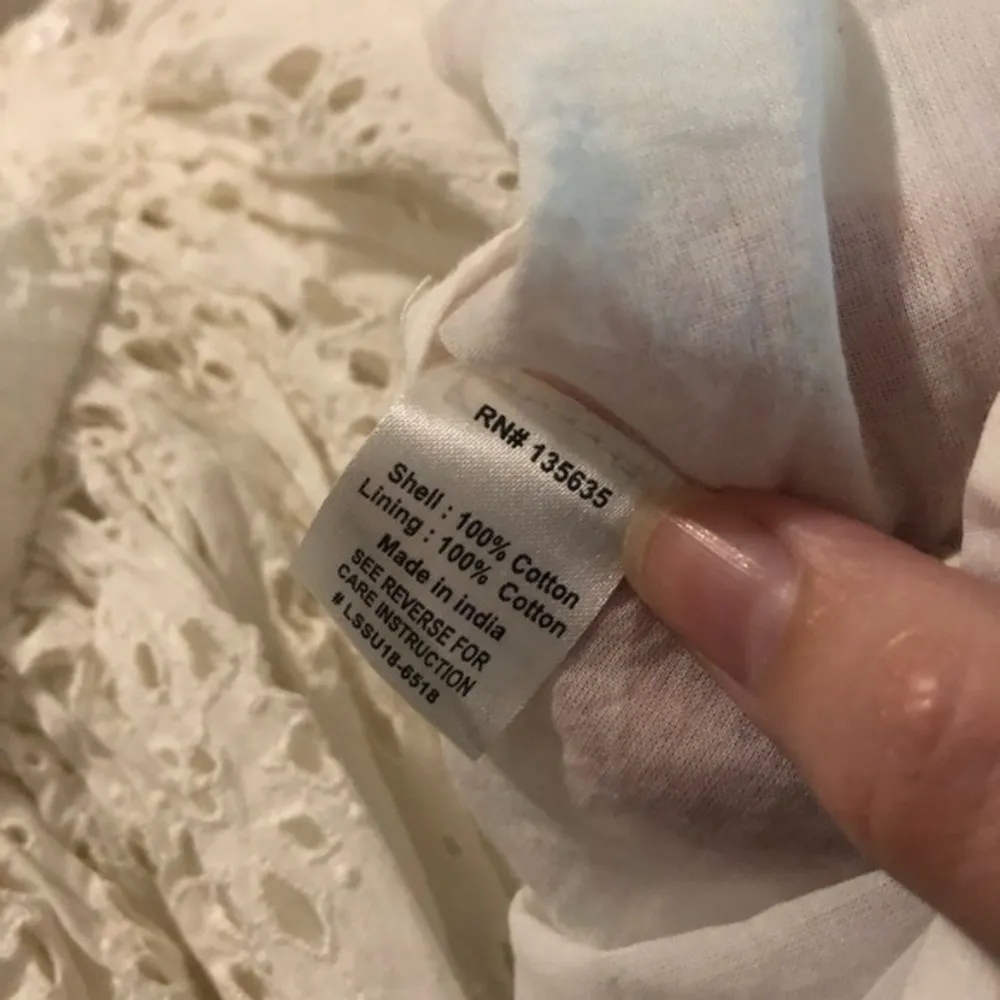 RN# 135635
Shell : 100% Cotton
Lining : 100% Cotton
Made in india
SEE REVERSE FOR
CARE INSTRUCTION
# LSSU18-6518